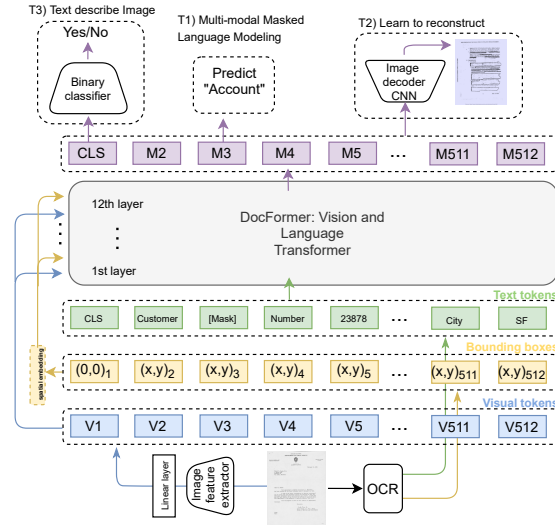 T3) Text describe Image
Yes/No
Binary
classifier
T1) Multi-modal Masked
Language Modeling
Predict
"Account"
T2) Learn to reconstruct
Image
decoder
CNN
CLS M2 M3 M4 M5 ... M511 M512
12th layer
1st layer
DocFormer: Vision and
Language
Transformer
Text tokens
CLS Customer [Mask] Number 23878 ... City SF
Bounding boxes
spatial embedding
(0,0)1 (x,y)2 (x,y)3 (x,y)4 (x,y)5 ... (x,y)511 (x,y)512
Visual tokens
V1 V2 V3 V4 V5 ... V511 V512
Linear layer
Image
feature
extractor
OCR